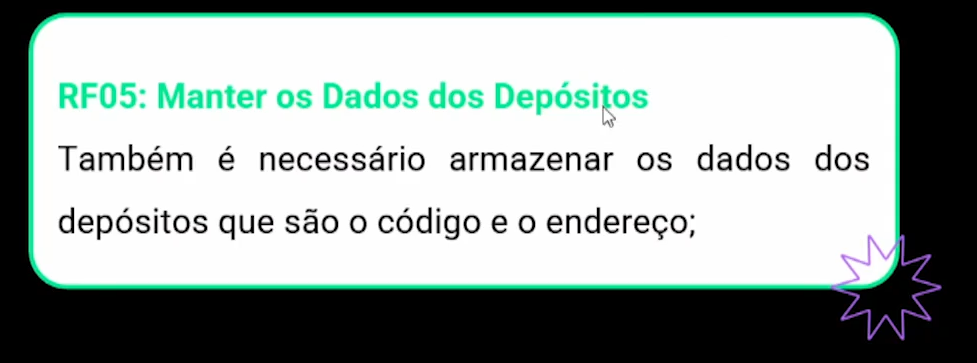 RF05: Manter os Dados dos Depósitos
Também é necessário armazenar os dados dos
depósitos que são o código e o endereço;